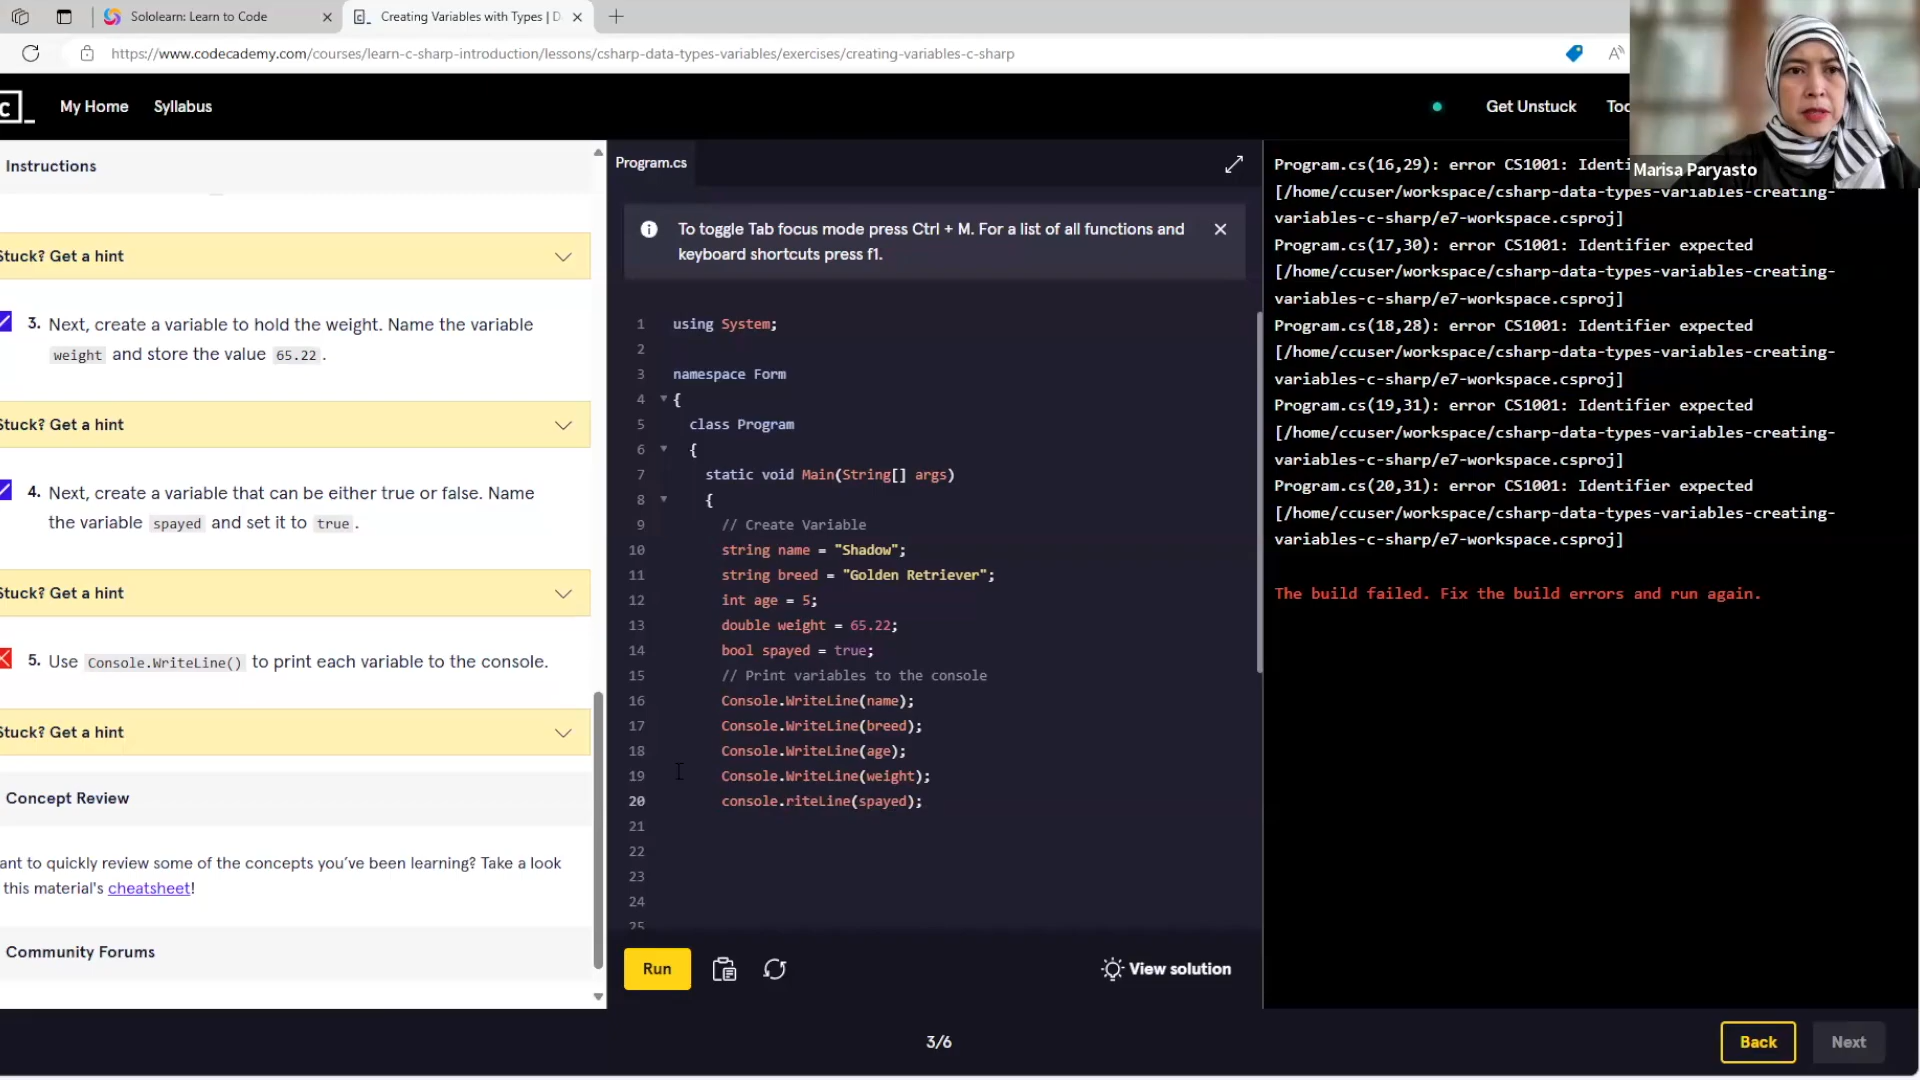 Sololearn: Learn to Code
Creating Variables with Types | D
https://www.codecademy.com/courses/learn-c-sharp-introduction/lessons/csharp-data-types-variables/exercises/creating-variables-c-sharp
My Home
Syllabus
Get Unstuck
Marisa Paryasto
Instructions
Stuck? Get a hint
3. Next, create a variable to hold the weight. Name the variable
weight and store the value 65.22.
Stuck? Get a hint
4. Next, create a variable that can be either true or false. Name
the variable spayed and set it to true.
Stuck? Get a hint
5. Use Console.WriteLine() to print each variable to the console.
Stuck? Get a hint
Concept Review
ant to quickly review some of the concepts you've been learning? Take a look
this material's cheatsheet!
Community Forums
Program.cs
To toggle Tab focus mode press Ctrl + M. For a list of all functions and
keyboard shortcuts press f1.
1 using System;
2
3 namespace Form
4 {
5 class Program
6 {
7 static void Main(String[] args)
8 {
9 // Create Variable
10 string name = "Shadow";
11 string breed = "Golden Retriever";
12 int age = 5;
13 double weight = 65.22;
14 bool spayed = true;
15 // Print variables to the console
16 Console.WriteLine(name);
17 Console.WriteLine(breed);
18 Console.WriteLine(age);
19 Console.WriteLine(weight);
20 console.riteLine(spayed);
21
22
23
24
25
Run
View solution
Program.cs(16,29): error CS1001: Identi
[/home/ccuser/workspace/csharp-data-types-variables-creating-
variables-c-sharp/e7-workspace.csproj]
Program.cs(17,30): error CS1001: Identifier expected
[/home/ccuser/workspace/csharp-data-types-variables-creating-
variables-c-sharp/e7-workspace.csproj]
Program.cs(18,28): error CS1001: Identifier expected
[/home/ccuser/workspace/csharp-data-types-variables-creating-
variables-c-sharp/e7-workspace.csproj]
Program.cs(19,31): error CS1001: Identifier expected
[/home/ccuser/workspace/csharp-data-types-variables-creating-
variables-c-sharp/e7-workspace.csproj]
Program.cs(20,31): error CS1001: Identifier expected
[/home/ccuser/workspace/csharp-data-types-variables-creating-
variables-c-sharp/e7-workspace.csproj]
The build failed. Fix the build errors and run again.
3/6
Back
Next